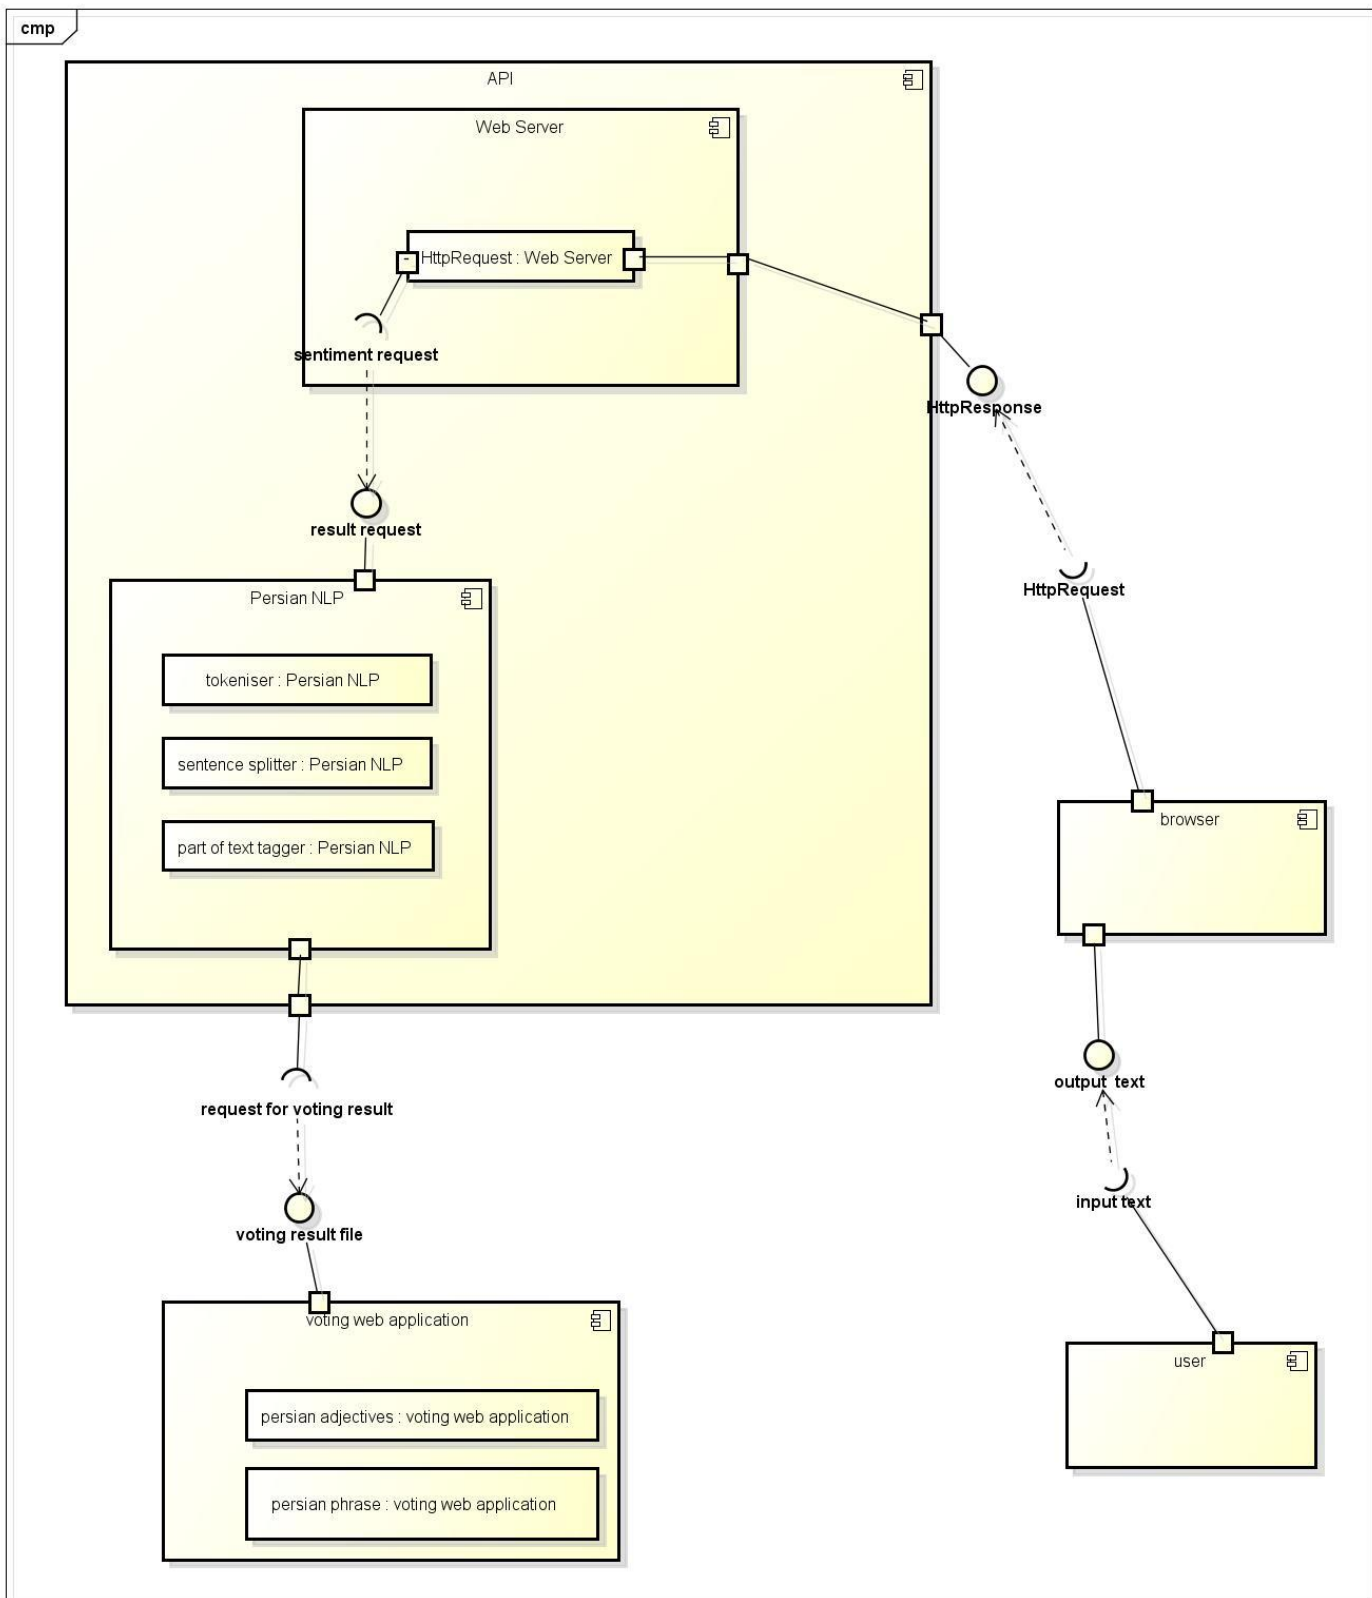 cmp
API
Web Server
HttpRequest : Web Server
sentiment request
HttpResponse
result request
HttpRequest
Persian NLP
tokeniser : Persian NLP
sentence splitter : Persian NLP
part of text tagger : Persian NLP
browser
output text
request for voting result
input text
voting result file
voting web application
user
persian adjectives : voting web application
persian phrase : voting web application